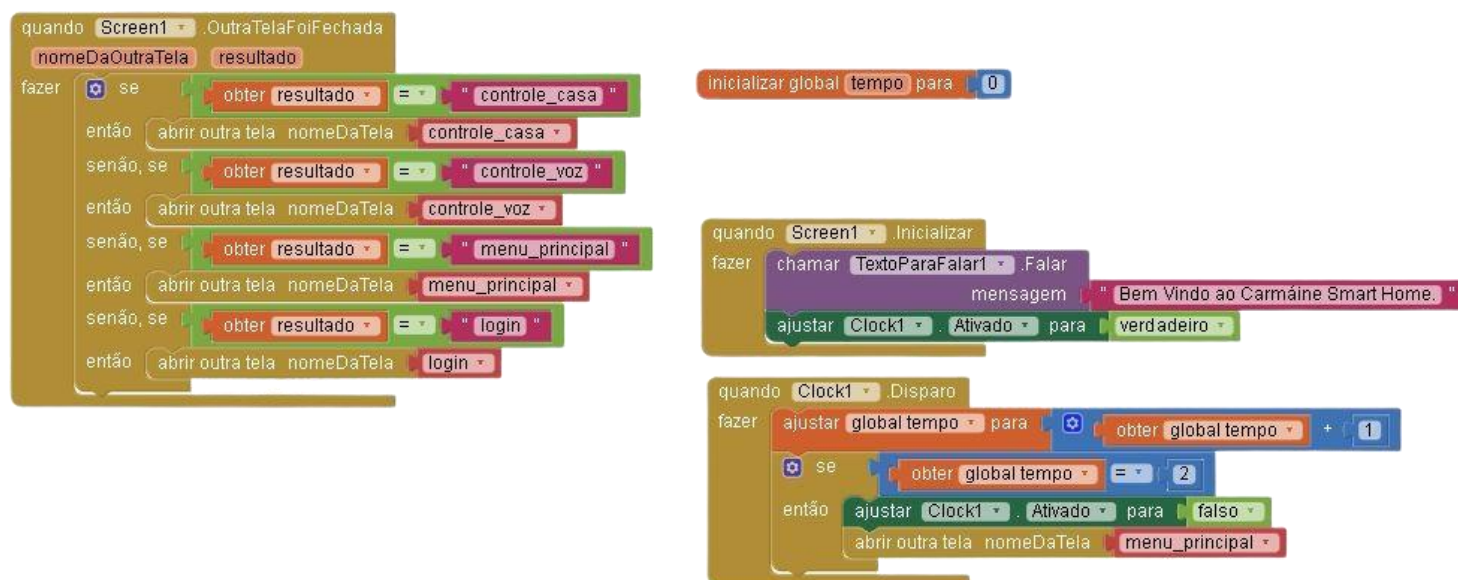 quando Screen1 .OutraTelaFoiFechada
nomeDaOutraTela resultado
fazer se obter resultado = " controle_casa "
então abrir outra tela nomeDaTela controle_casa
senão, se obter resultado = " controle_voz "
então abrir outra tela nomeDaTela controle_voz
senão, se obter resultado = " menu_principal "
então abrir outra tela nomeDaTela menu_principal
senão, se obter resultado = " login "
então abrir outra tela nomeDaTela login
inicializar global tempo para 0
quando Screen1 .Inicializar
fazer chamar TextoParaFalar1 .Falar
mensagem " Bem Vindo ao Carmáine Smart Home. "
ajustar Clock1 . Ativado para verdadeiro
quando Clock1 .Disparo
fazer ajustar global tempo para obter global tempo + 1
se obter global tempo = 2
então ajustar Clock1 . Ativado para falso
abrir outra tela nomeDaTela menu_principal